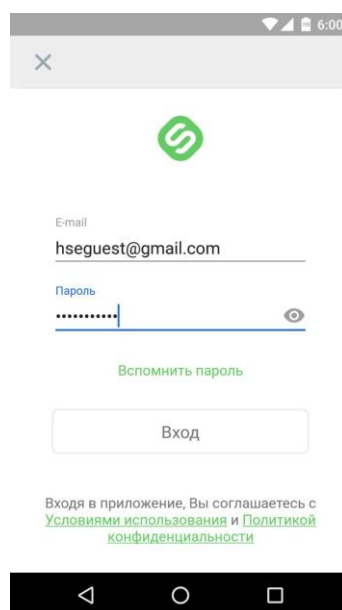 6:00
E-mail
hseguest@gmail.com
Пароль
•••••••••••
Вспомнить пароль
Вход
Входя в приложение, Вы соглашаетесь с
Условиями использования и Политикой
конфиденциальности